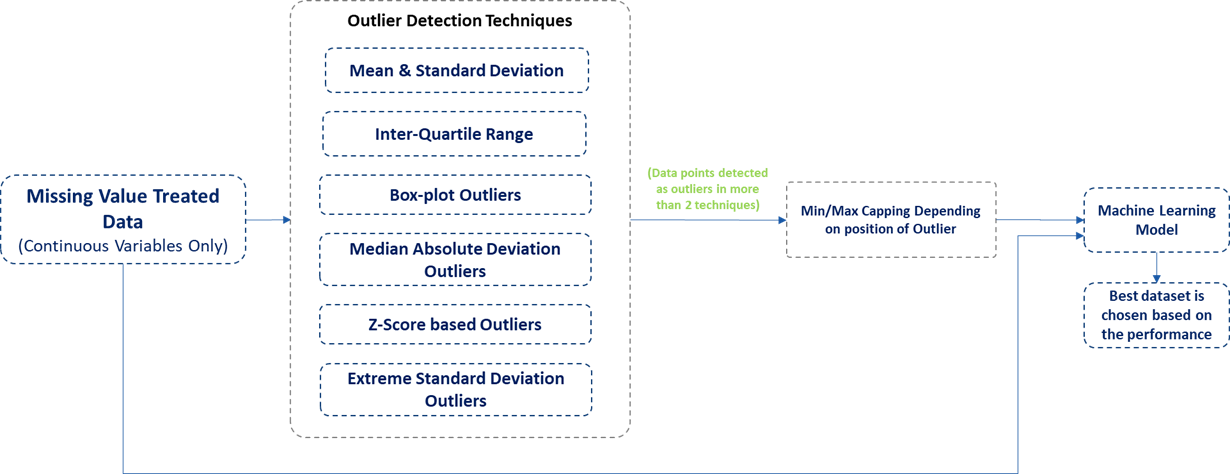 Outlier Detection Techniques
Mean & Standard Deviation
Inter-Quartile Range
Box-plot Outliers
Median Absolute Deviation
Outliers
Z-Score based Outliers
Extreme Standard Deviation
Outliers
Missing Value Treated
Data
(Continuous Variables Only)
(Data points detected
as outliers in more
than 2 techniques)
Min/Max Capping Depending
on position of Outlier
Machine Learning
Model
Best dataset is
chosen based on
the performance